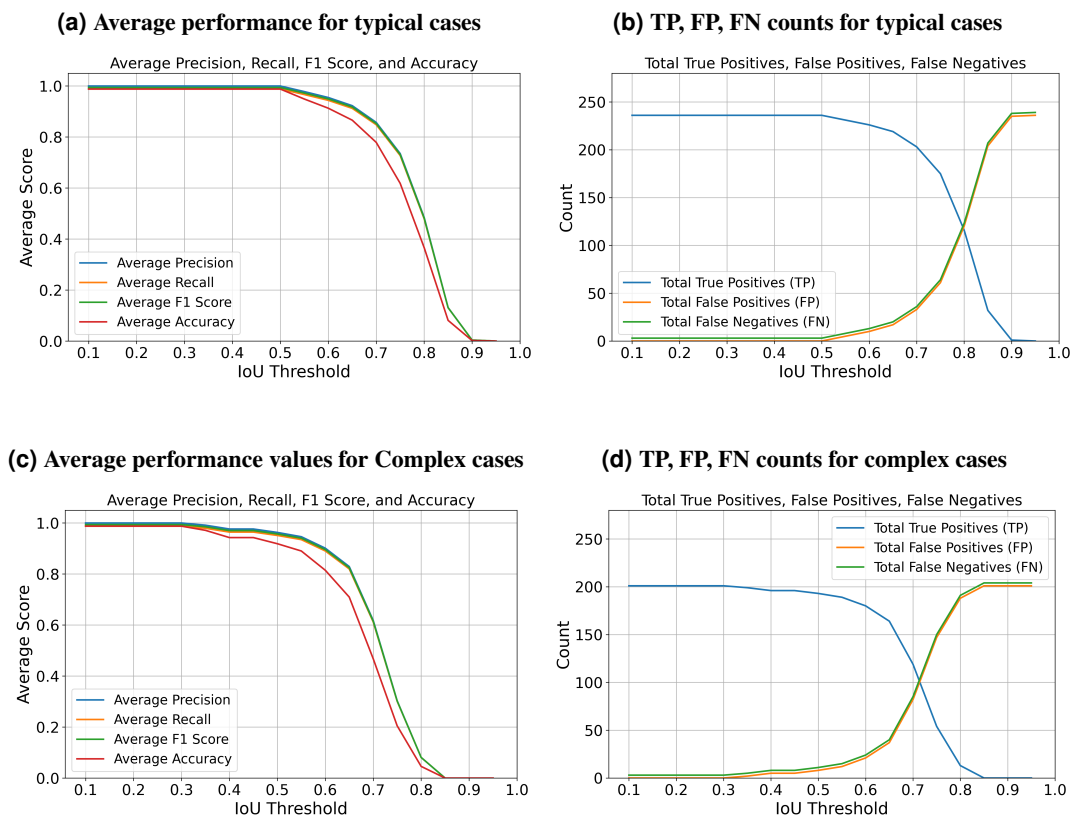 (a) Average performance for typical cases
Average Precision, Recall, F1 Score, and Accuracy
1.0
0.8
0.6
0.4
0.2
0.0
Average Score
Average Precision
Average Recall
Average F1 Score
Average Accuracy
0.1 0.2 0.3 0.4 0.5 0.6 0.7 0.8 0.9 1.0
IoU Threshold
(b) TP, FP, FN counts for typical cases
Total True Positives, False Positives, False Negatives
250
200
150
100
50
0
Count
Total True Positives (TP)
Total False Positives (FP)
Total False Negatives (FN)
0.1 0.2 0.3 0.4 0.5 0.6 0.7 0.8 0.9 1.0
IoU Threshold
(c) Average performance values for Complex cases
Average Precision, Recall, F1 Score, and Accuracy
1.0
0.8
0.6
0.4
0.2
0.0
Average Score
Average Precision
Average Recall
Average F1 Score
Average Accuracy
0.1 0.2 0.3 0.4 0.5 0.6 0.7 0.8 0.9 1.0
IoU Threshold
(d) TP, FP, FN counts for complex cases
Total True Positives, False Positives, False Negatives
250
200
150
100
50
0
Count
Total True Positives (TP)
Total False Positives (FP)
Total False Negatives (FN)
0.1 0.2 0.3 0.4 0.5 0.6 0.7 0.8 0.9 1.0
IoU Threshold